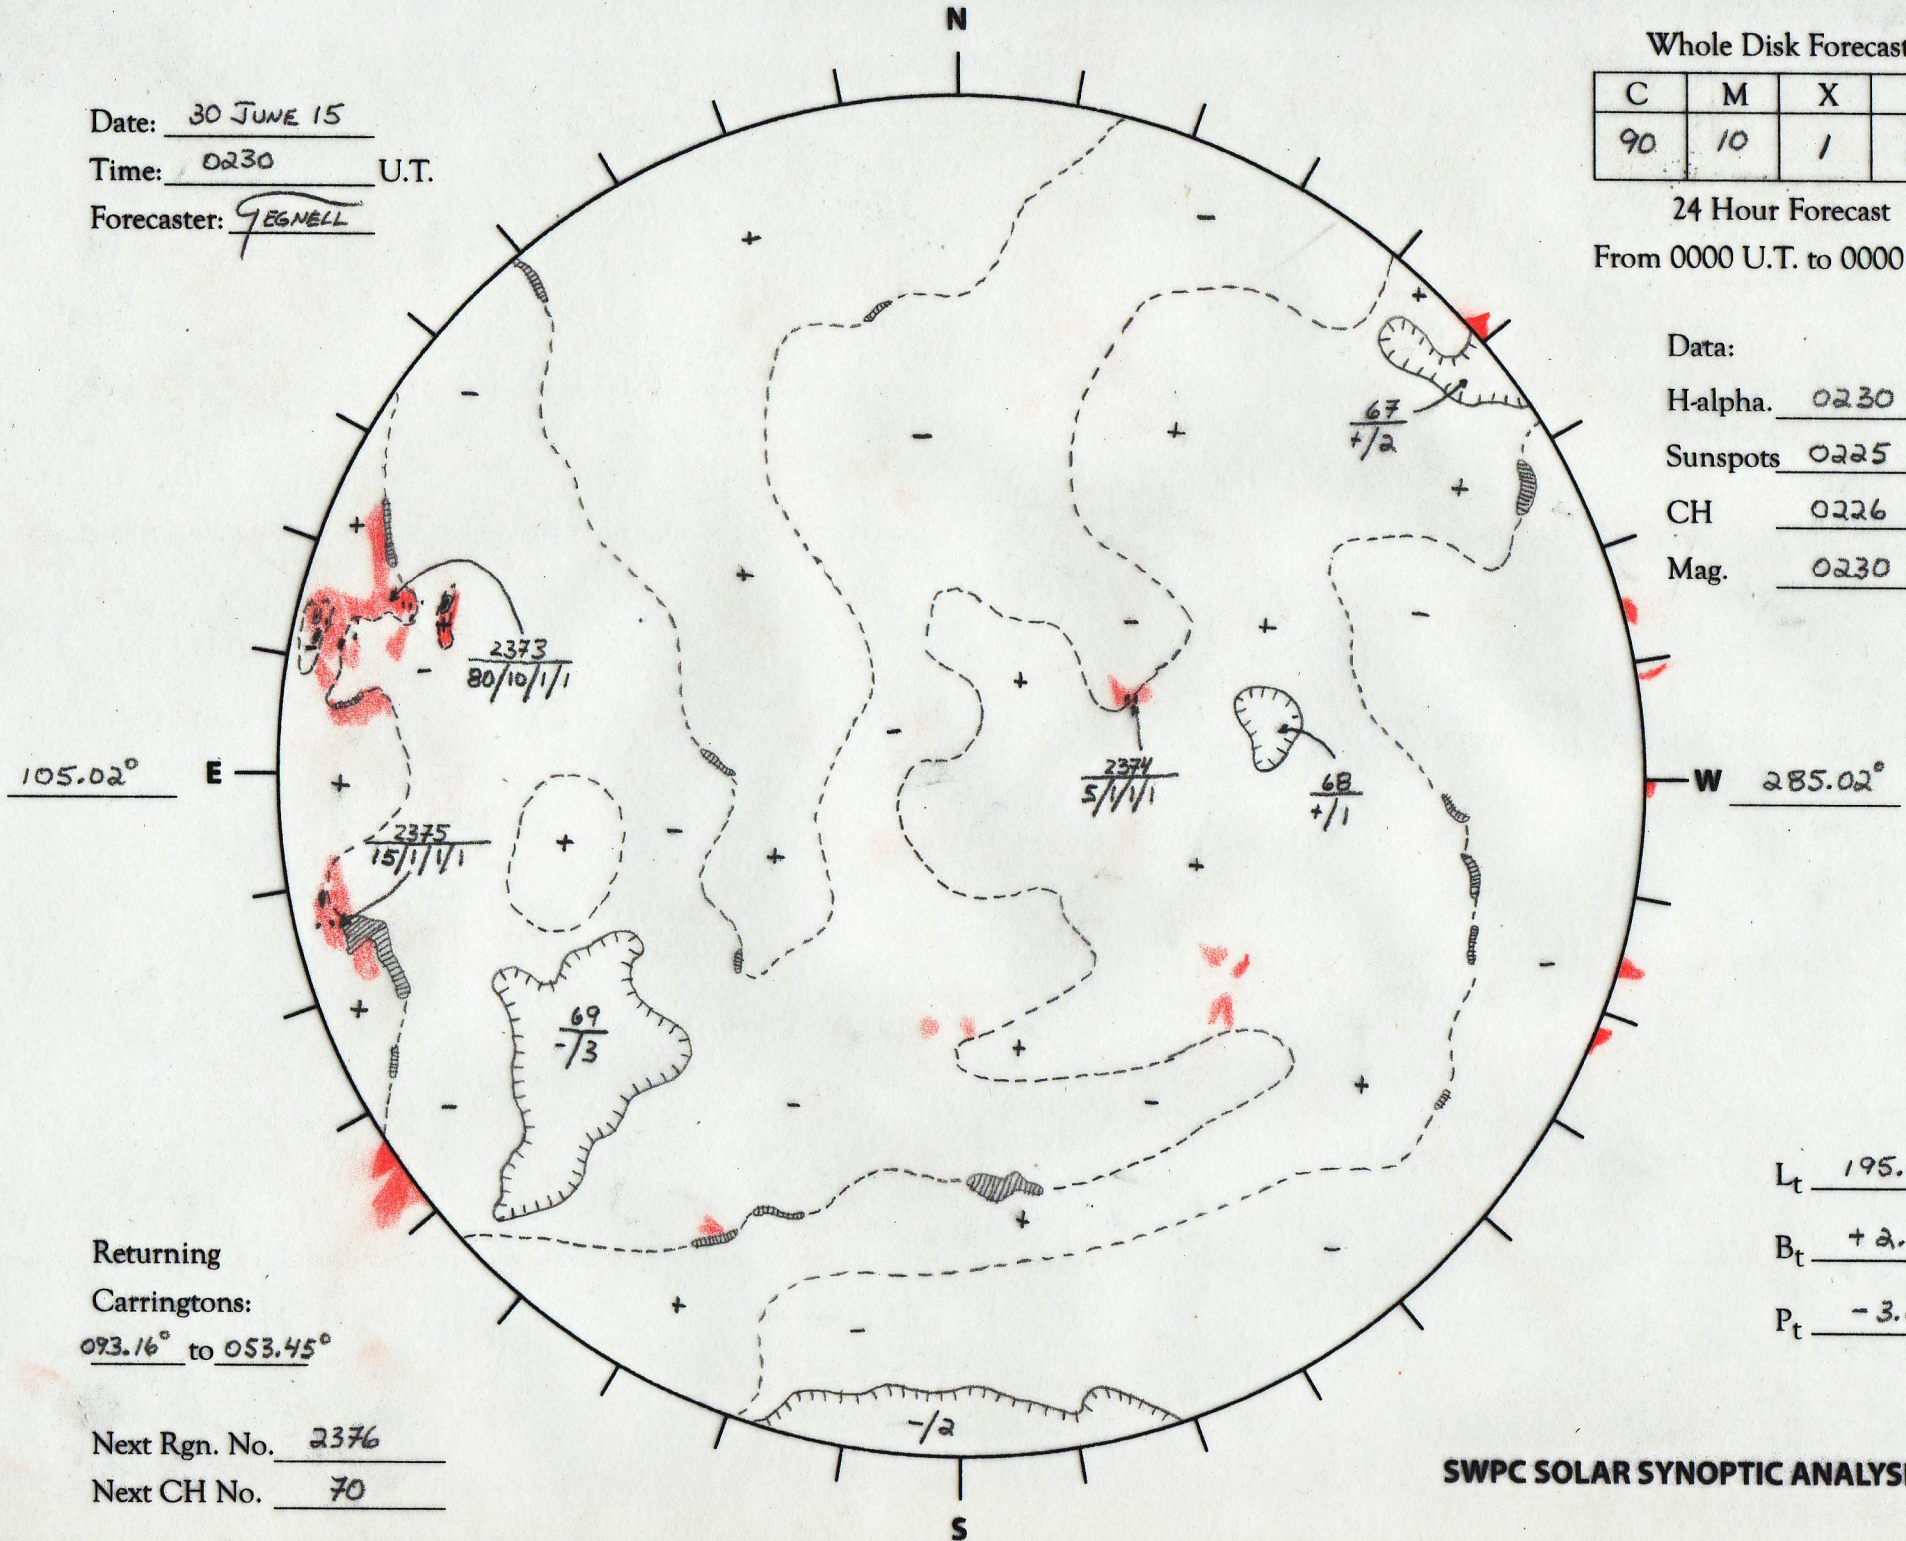 N
Whole Disk Forecast
Date: 30 JUNE 15
C M X
Time: 0230 U.T.
90 10 1
Forecaster: GEGNELL
24 Hour Forecast
From 0000 U.T. to 0000
+
-
+
Data:
H-alpha. 0230
67
+/2
-
-
+
Sunspots 0225
+
+
CH 0226
+
Mag. 0230
-
+
-
2373
80/10/1/1
-
+
-
105.02° E
+
2374
5/1/1/1
68
+/1
W 285.02°
2375
15/1/1/1
+
-
+
+
-
+
69
-/3
+
-
-
-
+
Lt 195.
+
-
Bt +2.
Returning
Carringtons:
093.16° to 053.45°
+
-
Pt -3.
-/2
Next Rgn. No. 2376
Next CH No. 70
SWPC SOLAR SYNOPTIC ANALYS
S